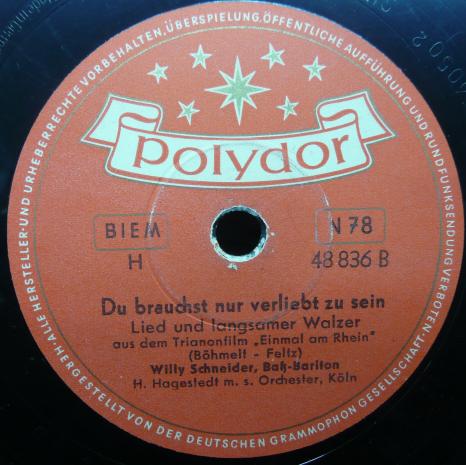 ALLE HERSTELLER- UND URHEBERRECHTE VORBEHALTEN, ÜBERSPIELUNG, ÖFFENTLICHE AUFFÜHRUNG UND RUNDFUNKSENDUNG VERBOTEN.
polydor
BIEM
N 78
H
48 836 B
Du brauchst nur verliebt zu sein
Lied und langsamer Walzer
aus dem Trianonfilm „Einmal am Rhein"
(Böhmelt - Feltz)
Willy Schneider, Baß-Bariton
H. Hagestedt m. s. Orchester, Köln
HERGESTELLT VON DER DEUTSCHEN GRAMMOPHON GESELLSCHAFT